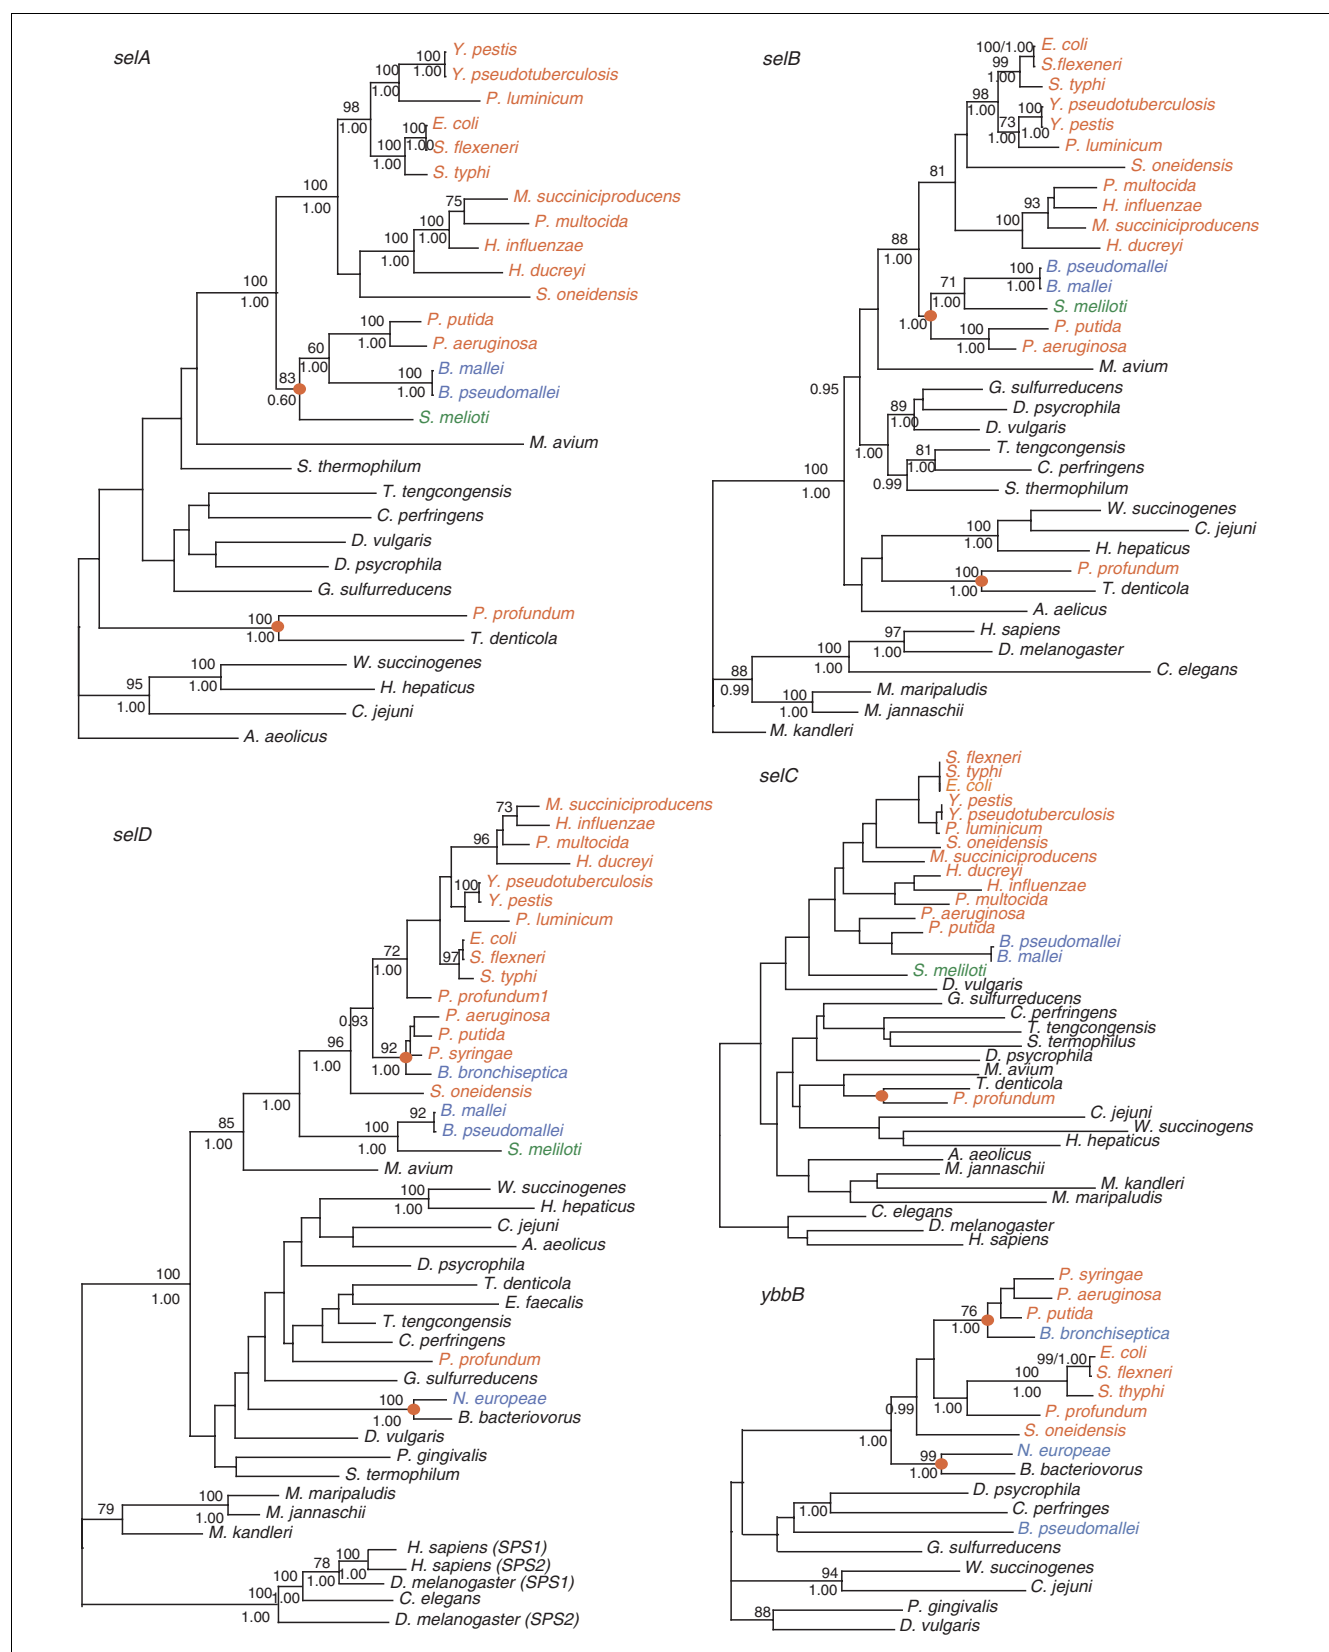 selA
100
Y. pestis
1.00
Y. pseudotuberculosis
100
1.00
P. luminicum
98
1.00
100
E. coli
1.00
S. flexeneri
100
1.00
S. typhi
100
1.00
75
M. succiniciproducens
P. multocida
100
1.00
H. influenzae
100
1.00
H. ducreyi
S. oneidensis
100
1.00
100
P. putida
1.00
P. aeruginosa
60
1.00
100
B. mallei
1.00
B. pseudomallei
83
0.60
S. melioti
M. avium
S. thermophilum
T. tengcongensis
C. perfringens
D. vulgaris
D. psycrophila
G. sulfurreducens
P. profundum
100
1.00
T. denticola
100
W. succinogenes
1.00
H. hepaticus
95
1.00
C. jejuni
A. aeolicus
selB
100/1.00
E. coli
S.flexeneri
99
1.00
S. typhi
98
1.00
Y. pseudotuberculosis
100
1.00
Y. pestis
73
1.00
P. luminicum
S. oneidensis
81
P. multocida
93
H. influenzae
M. succiniciproducens
100
H. ducreyi
88
1.00
100
B. pseudomallei
1.00
B. mallei
71
1.00
S. meliloti
1.00
P. putida
100
1.00
P. aeruginosa
M. avium
0.95
G. sulfurreducens
89
1.00
D. psycrophila
D. vulgaris
1.00
T. tengcongensis
81
1.00
C. perfringens
0.99
S. thermophilum
100
1.00
W. succinogenes
C. jejuni
100
1.00
H. hepaticus
P. profundum
100
1.00
T. denticola
A. aelicus
97
H. sapiens
1.00
D. melanogaster
100
1.00
C. elegans
88
0.99
M. maripaludis
100
1.00
M. jannaschii
M. kandleri
selD
73
M. succiniciproducens
H. influenzae
96
P. multocida
H. ducreyi
100
Y. pseudotuberculosis
Y. pestis
P. luminicum
E. coli
97
S. flexneri
S. typhi
72
1.00
P. profundum1
0.93
P. aeruginosa
P. putida
92
P. syringae
1.00
B. bronchiseptica
96
1.00
S. oneidensis
1.00
92
B. mallei
B. pseudomallei
100
1.00
S. meliloti
85
1.00
M. avium
100
W. succinogenes
1.00
H. hepaticus
C. jejuni
A. aeolicus
D. psycrophila
100
1.00
T. denticola
E. faecalis
T. tengcongensis
C. perfringens
P. profundum
G. sulfurreducens
100
N. europeae
1.00
B. bacteriovorus
D. vulgaris
P. gingivalis
S. termophilum
M. maripaludis
100
1.00
M. jannaschii
79
M. kandleri
H. sapiens (SPS1)
100
H. sapiens (SPS2)
1.00
78
1.00
D. melanogaster (SPS1)
100
1.00
C. elegans
100
1.00
D. melanogaster (SPS2)
selC
S. flexneri
S. typhi
E. coli
Y. pestis
Y. pseudotuberculosis
P. luminicum
S. oneidensis
M. succiniciproducens
H. ducreyi
H. influenzae
P. multocida
P. aeruginosa
P. putida
B. pseudomallei
B. mallei
S. meliloti
D. vulgaris
G. sulfurreducens
C. perfringens
T. tengcongensis
S. termophilus
D. psycrophila
M. avium
T. denticola
P. profundum
C. jejuni
W. succinogens
H. hepaticus
A. aeolicus
M. jannaschii
M. kandleri
M. maripaludis
C. elegans
D. melanogaster
H. sapiens
ybbB
P. syringae
P. aeruginosa
76
1.00
P. putida
B. bronchiseptica
99/1.00
E. coli
100
1.00
S. flexneri
S. thyphi
0.99
1.00
P. profundum
S. oneidensis
1.00
N. europeae
99
1.00
B. bacteriovorus
D. psycrophila
1.00
C. perfringes
B. pseudomallei
G. sulfurreducens
94
W. succinogenes
1.00
C. jejuni
P. gingivalis
88
D. vulgaris